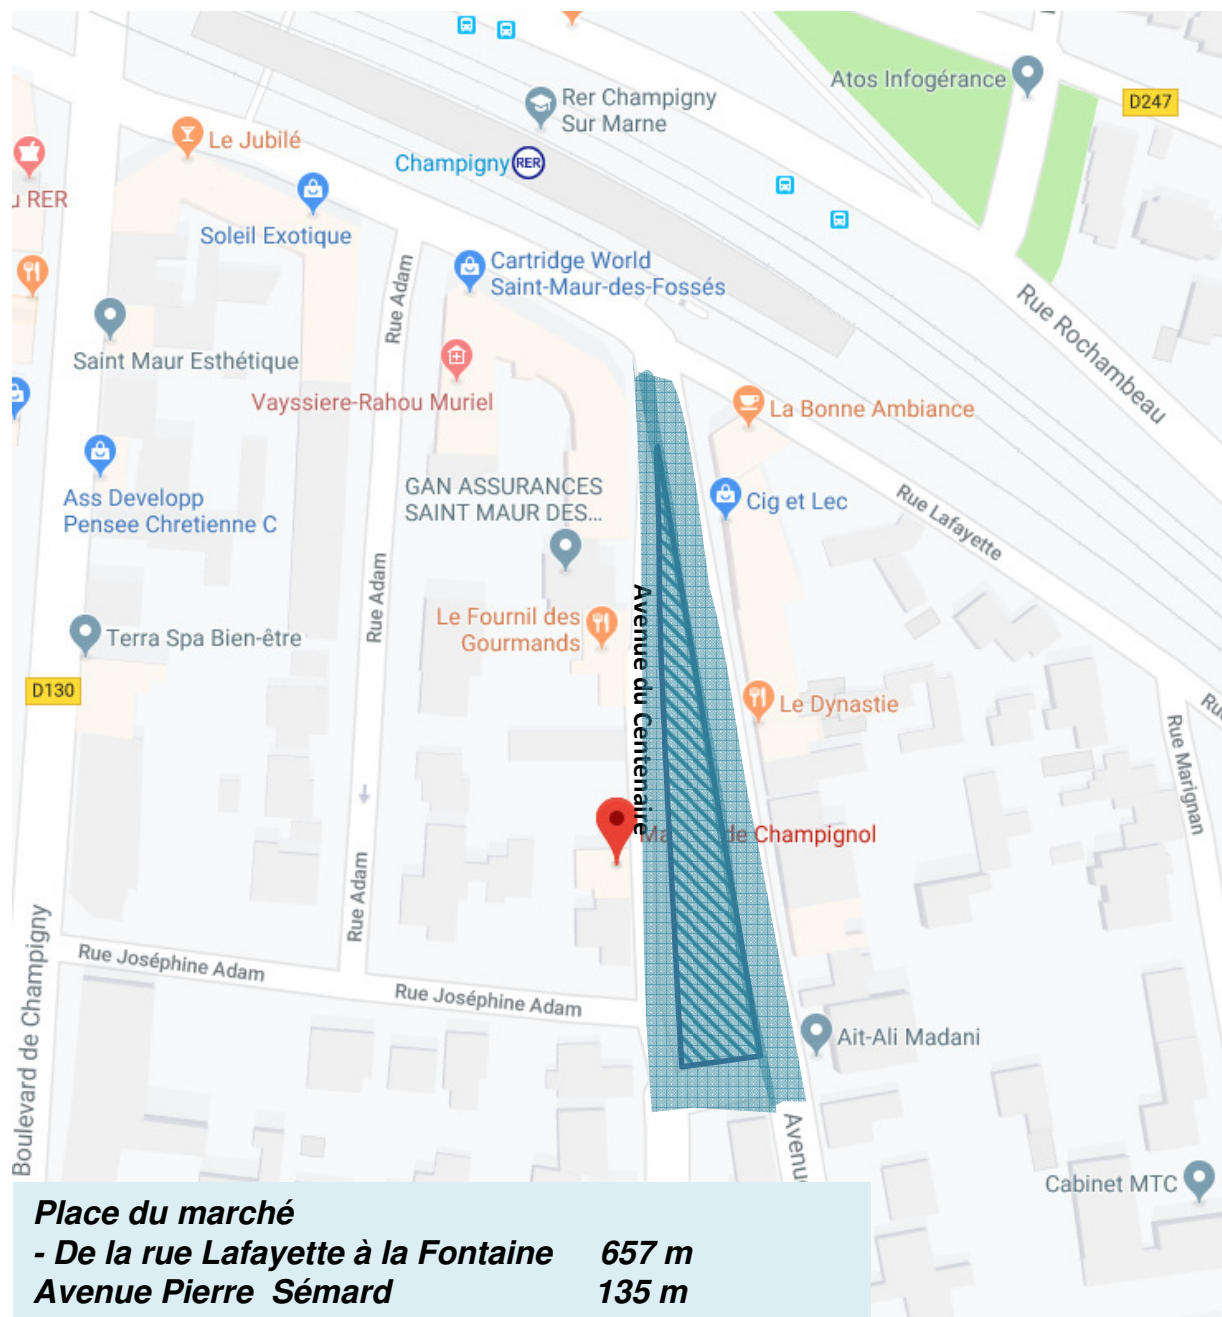 Atos Infogérance
D247
Rer Champigny
Sur Marne
Le Jubilé
Champigny
RER
RER
Soleil Exotique
Cartridge World
Saint-Maur-des-Fossés
Rue Adam
Rue Rochambeau
Saint Maur Esthétique
Vayssiere-Rahou Muriel
La Bonne Ambiance
GAN ASSURANCES
SAINT MAUR DES...
Ass Developp
Pensee Chretienne C
Cig et Lec
Rue Lafayette
Rue Adam
Avenue du Centenaire
Le Fournil des
Gourmands
Terra Spa Bien-être
D130
Le Dynastie
Rue Marignan
de Champignol
Rue Adam
Boulevard de Champigny
Rue Joséphine Adam
Rue Joséphine Adam
Ait-Ali Madani
Avenu
Cabinet MTC
Place du marché
- De la rue Lafayette à la Fontaine 657 m
Avenue Pierre Sémard 135 m